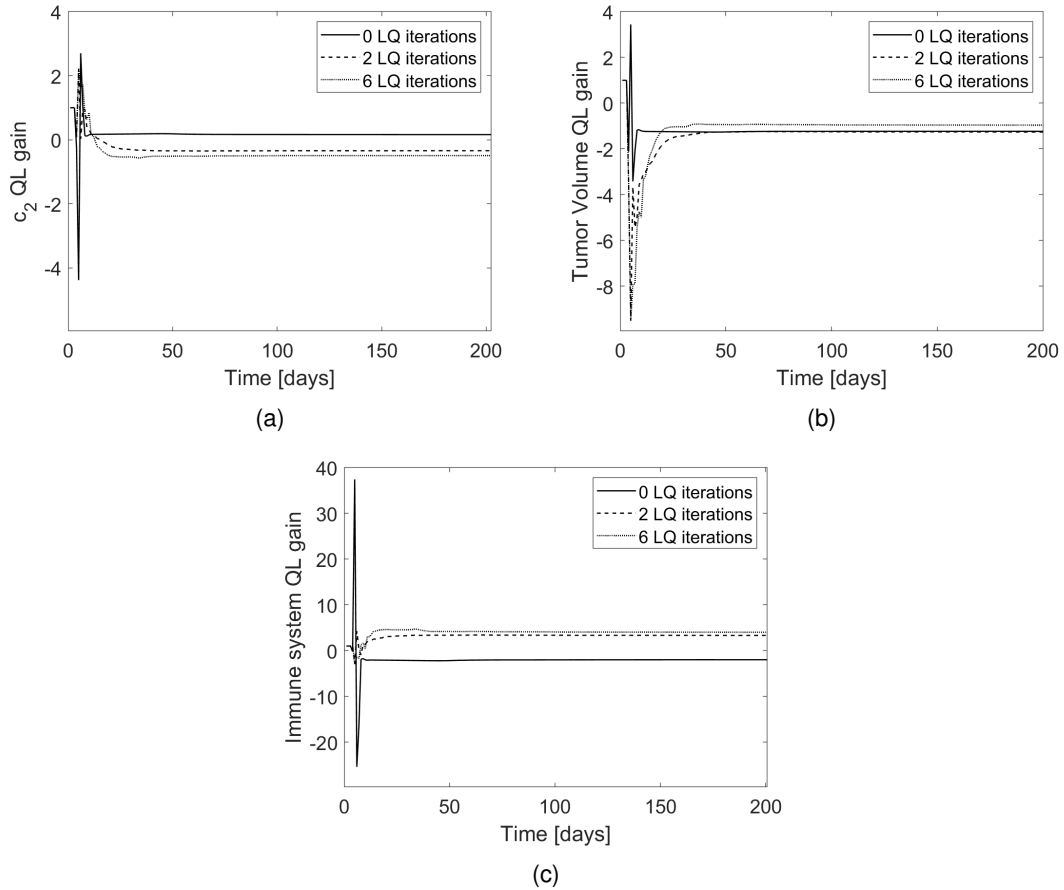 4
2
0
-2
-4
0
50
100
150
200
c2 QL gain
Time [days]
0 LQ iterations
2 LQ iterations
6 LQ iterations
(a)
4
2
0
-2
-4
-6
-8
0
50
100
150
200
Tumor Volume QL gain
Time [days]
0 LQ iterations
2 LQ iterations
6 LQ iterations
(b)
40
30
20
10
0
-10
-20
0
50
100
150
200
Immune system QL gain
Time [days]
0 LQ iterations
2 LQ iterations
6 LQ iterations
(c)